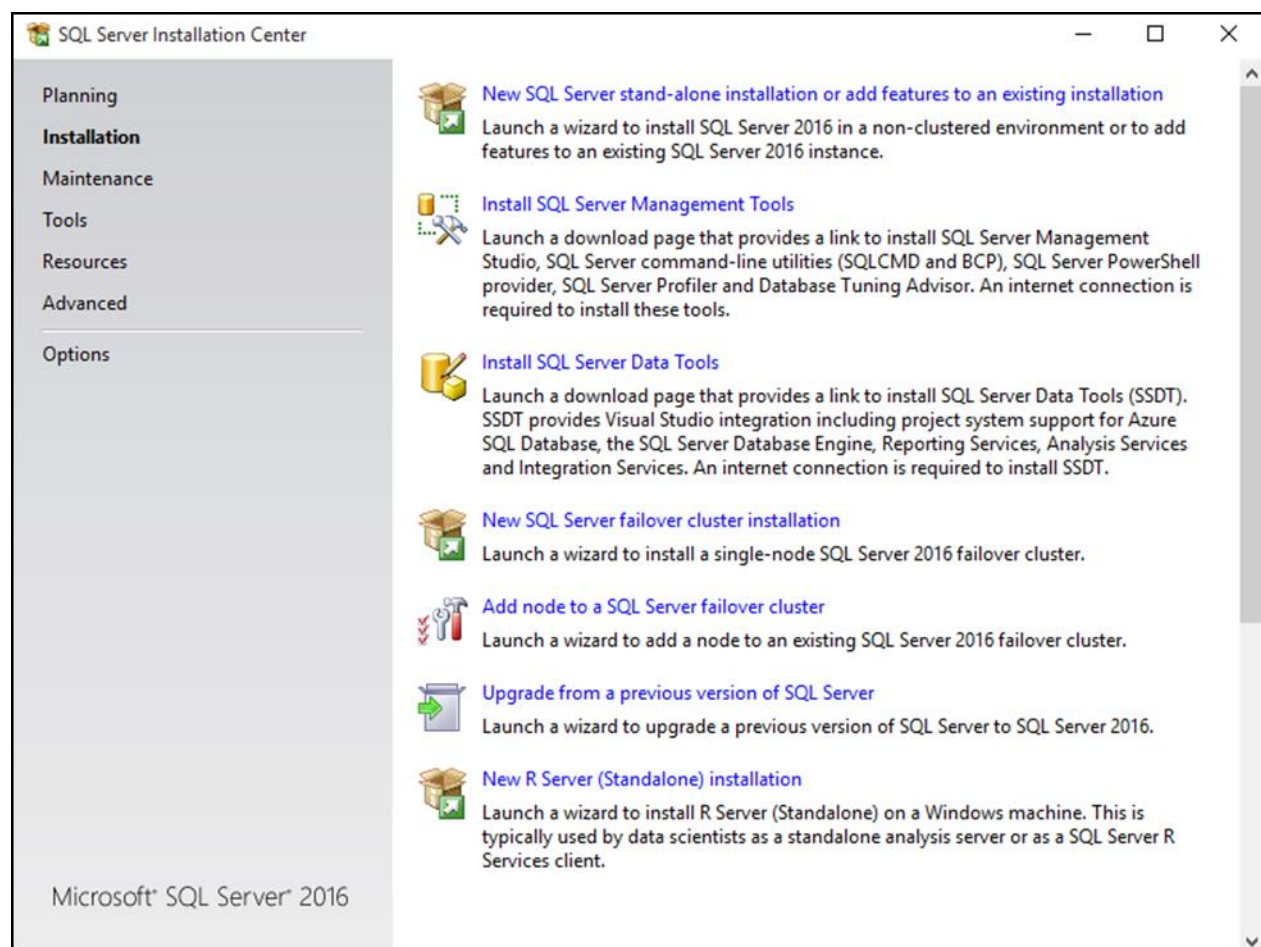 SQL Server Installation Center
Planning
Installation
Maintenance
Tools
Resources
Advanced
Options
Microsoft® SQL Server® 2016
New SQL Server stand-alone installation or add features to an existing installation
Launch a wizard to install SQL Server 2016 in a non-clustered environment or to add
features to an existing SQL Server 2016 instance.
Install SQL Server Management Tools
Launch a download page that provides a link to install SQL Server Management
Studio, SQL Server command-line utilities (SQLCMD and BCP), SQL Server PowerShell
provider, SQL Server Profiler and Database Tuning Advisor. An internet connection is
required to install these tools.
Install SQL Server Data Tools
Launch a download page that provides a link to install SQL Server Data Tools (SSDT).
SSDT provides Visual Studio integration including project system support for Azure
SQL Database, the SQL Server Database Engine, Reporting Services, Analysis Services
and Integration Services. An internet connection is required to install SSDT.
New SQL Server failover cluster installation
Launch a wizard to install a single-node SQL Server 2016 failover cluster.
Add node to a SQL Server failover cluster
Launch a wizard to add a node to an existing SQL Server 2016 failover cluster.
Upgrade from a previous version of SQL Server
Launch a wizard to upgrade a previous version of SQL Server to SQL Server 2016.
New R Server (Standalone) installation
Launch a wizard to install R Server (Standalone) on a Windows machine. This is
typically used by data scientists as a standalone analysis server or as a SQL Server R
Services client.